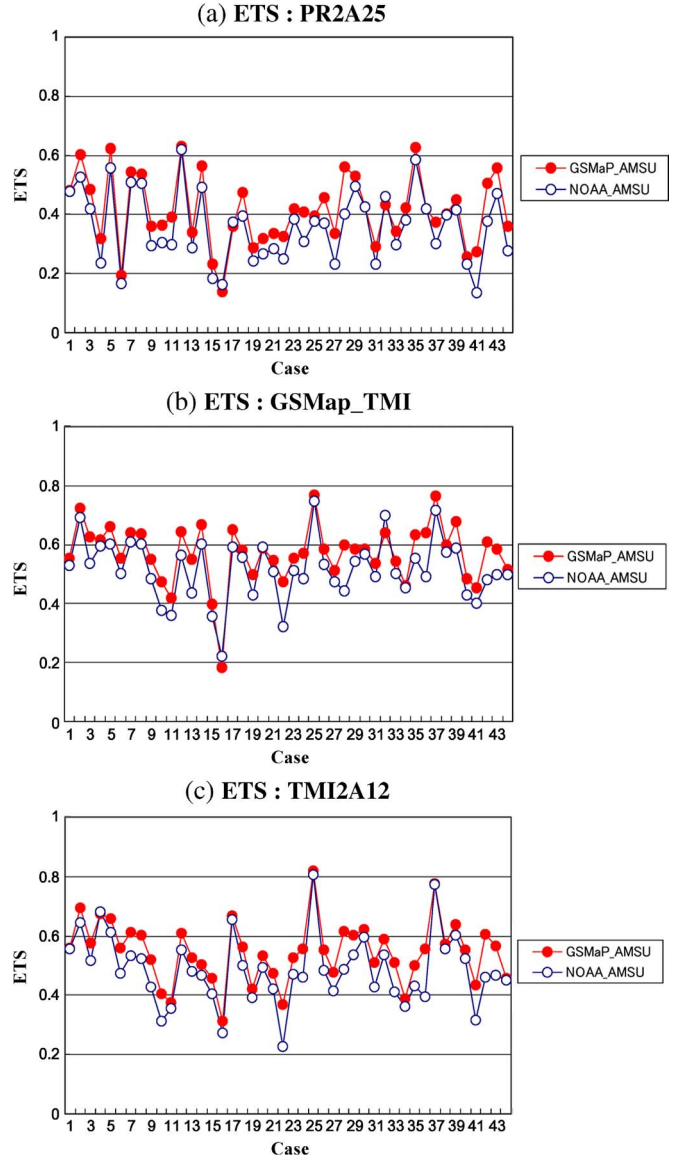 (a) ETS : PR2A25
1
0.8
0.6
0.4
0.2
0
ETS
1 3 5 7 9 11 13 15 17 19 21 23 25 27 29 31 33 35 37 39 41 43
Case
GSMaP_AMSU
NOAA_AMSU
(b) ETS : GSMap_TMI
1
0.8
0.6
0.4
0.2
0
ETS
1 3 5 7 9 11 13 15 17 19 21 23 25 27 29 31 33 35 37 39 41 43
Case
GSMaP_AMSU
NOAA_AMSU
(c) ETS : TMI2A12
1
0.8
0.6
0.4
0.2
0
ETS
1 3 5 7 9 11 13 15 17 19 21 23 25 27 29 31 33 35 37 39 41 43
Case
GSMaP_AMSU
NOAA_AMSU